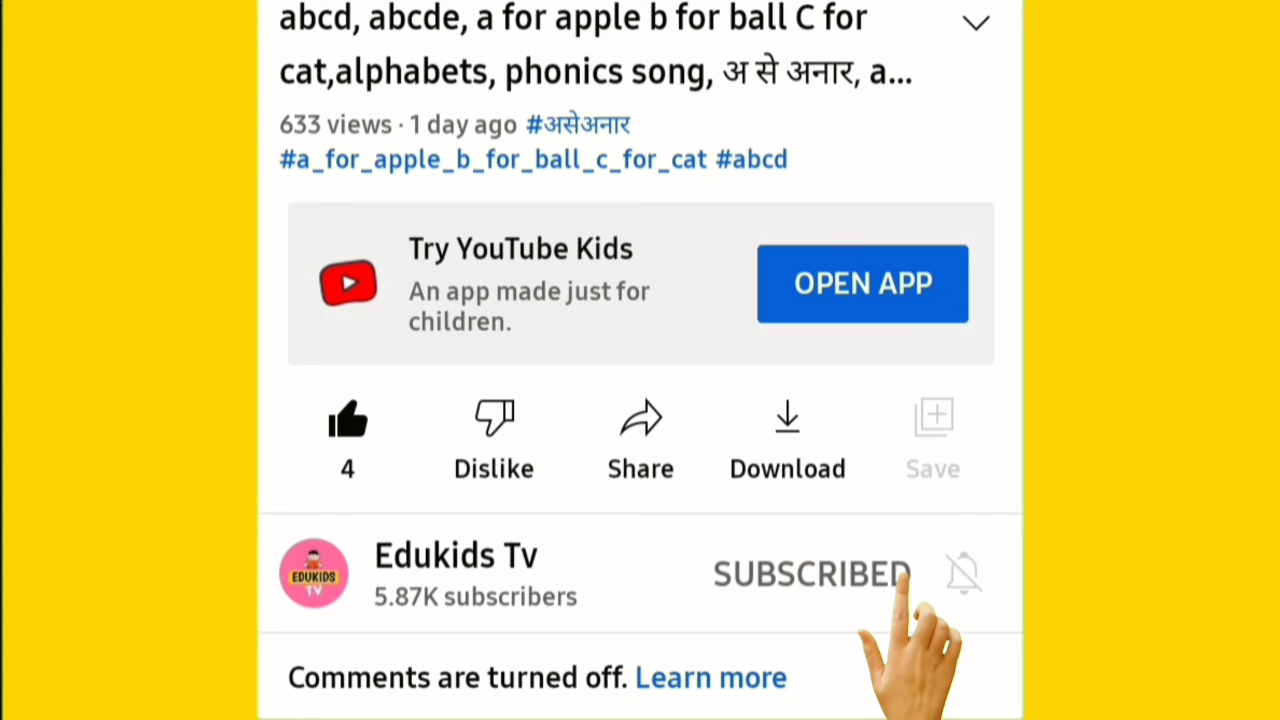 abcd, abcde, a for apple b for ball C for
cat,alphabets, phonics song, अ से अनार, a...
633 views · 1 day ago #असेअनार
#a_for_apple_b_for_ball_c_for_cat #abcd
Try YouTube Kids
An app made just for
children.
OPEN APP
4
Dislike
Share
Download
Save
EDUKIDS
TV
Edukids Tv
5.87K subscribers
SUBSCRIBED
Comments are turned off. Learn more